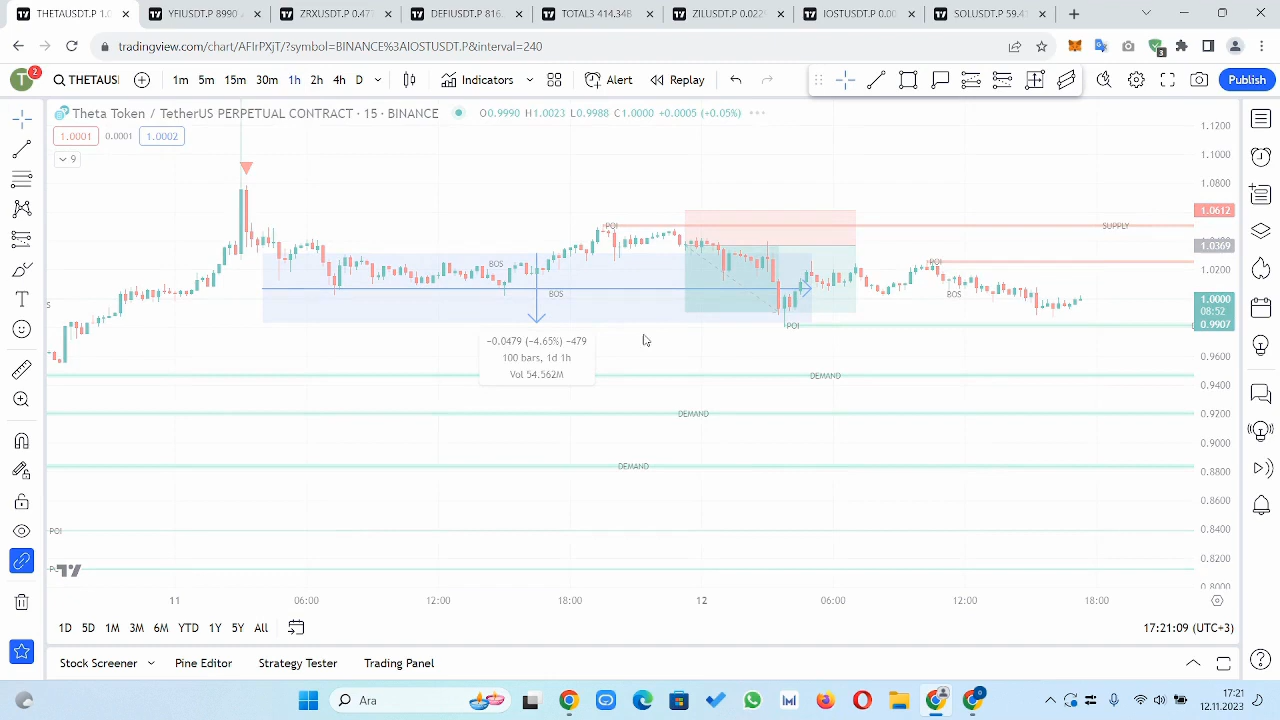 THETAUSDT.P 1.0
YFIUSDT.P 8990
ZRXUSDT.P 0.471
DEFIUSDT.P 816.
TOTAL3 414.34B
ZILUSDT.P 0.022
IOSTUSDT.P 0.00
SOLUSDT.P 59.4
tradingview.com/chart/AFIrPXjT/?symbol=BINANCE%3AIOSTUSDT.P&interval=240
T 2
THETAUS
1m 5m 15m 30m 1h 2h 4h D
Indicators
Alert
Replay
Publish
Theta Token / TetherUS PERPETUAL CONTRACT · 15 · BINANCE
O0.9990 H1.0023 L0.9988 C1.0000 +0.0005 (+0.05%)
1.0001 0.0001 1.0002
9
1.1200
1.1000
1.0800
1.0612
1.0369
1.0200
1.0000
08:52
0.9907
0.9600
0.9400
0.9200
0.9000
0.8800
0.8600
0.8400
0.8200
0.8000
POI
SUPPLY
BOS
POI
BOS
BOS
S
POI
−0.0479 (−4.65%) −479
100 bars, 1d 1h
Vol 54.562M
DEMAND
DEMAND
DEMAND
POI
11 06:00 12:00 18:00 12 06:00 12:00 18:00
1D 5D 1M 3M 6M YTD 1Y 5Y All
17:21:09 (UTC+3)
Stock Screener
Pine Editor
Strategy Tester
Trading Panel
Ara
17:21
12.11.2023